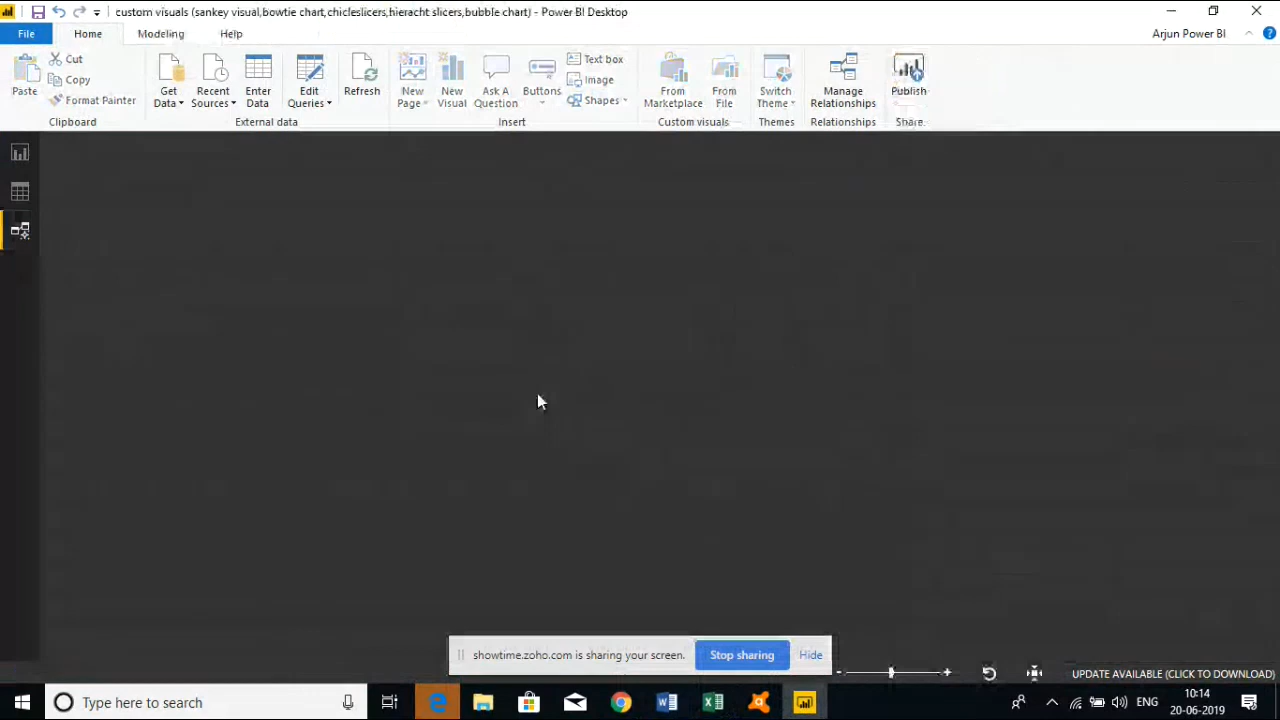 custom visuals (sankey visual,bowtie chart,chicleslicers,hieracht slicers,bubble chart) - Power BI Desktop
File
Home
Modeling
Help
Arjun Power BI
Paste
Cut
Copy
Format Painter
Clipboard
Get Data
Recent Sources
Enter Data
Edit Queries
Refresh
External data
New Page
New Visual
Ask A Question
Buttons
Text box
Image
Shapes
Insert
From Marketplace
From File
Custom visuals
Switch Theme
Themes
Manage Relationships
Relationships
Publish
Share
showtime.zoho.com is sharing your screen.
Stop sharing
Hide
UPDATE AVAILABLE (CLICK TO DOWNLOAD)
Type here to search
ENG
10:14
20-06-2019